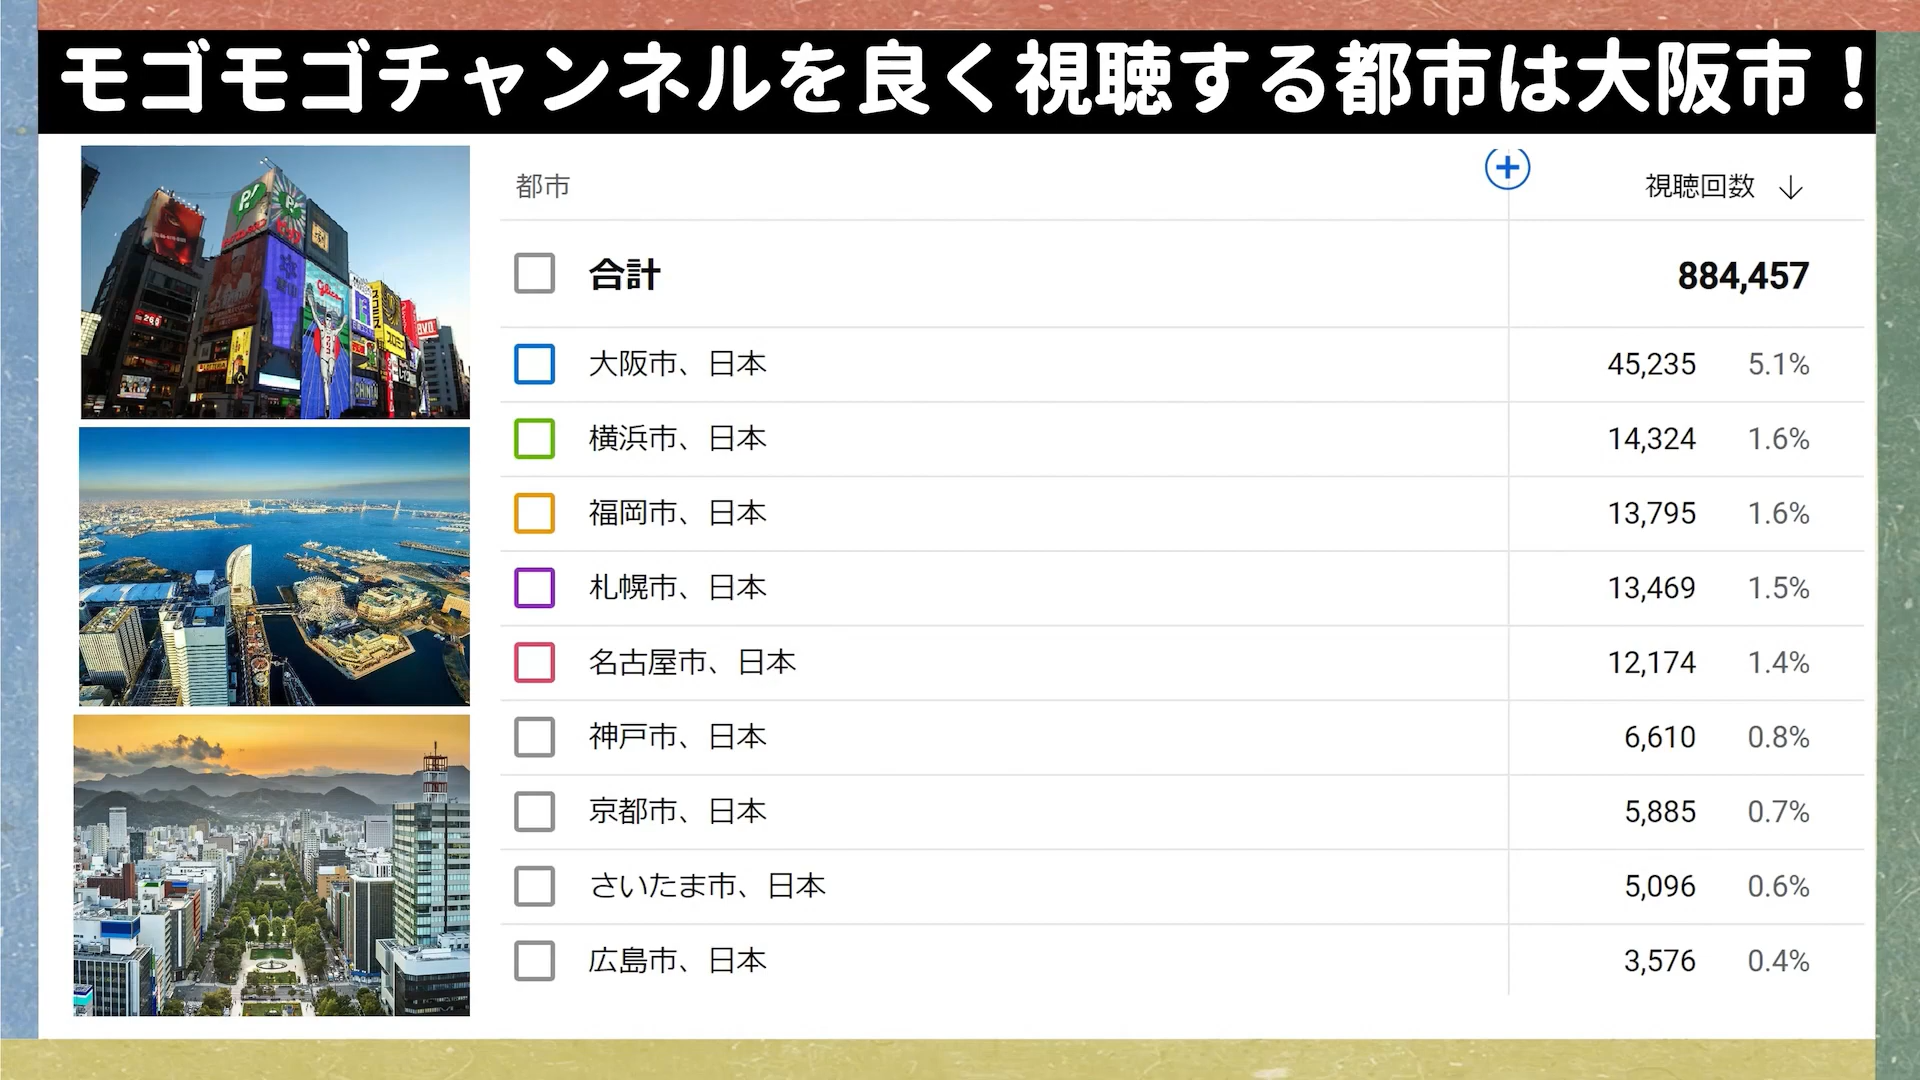 モゴモゴチャンネルを良く視聴する都市は大阪市！
都市 視聴回数 ↓
合計 884,457
大阪市、日本 45,235 5.1%
横浜市、日本 14,324 1.6%
福岡市、日本 13,795 1.6%
札幌市、日本 13,469 1.5%
名古屋市、日本 12,174 1.4%
神戸市、日本 6,610 0.8%
京都市、日本 5,885 0.7%
さいたま市、日本 5,096 0.6%
広島市、日本 3,576 0.4%
Glico